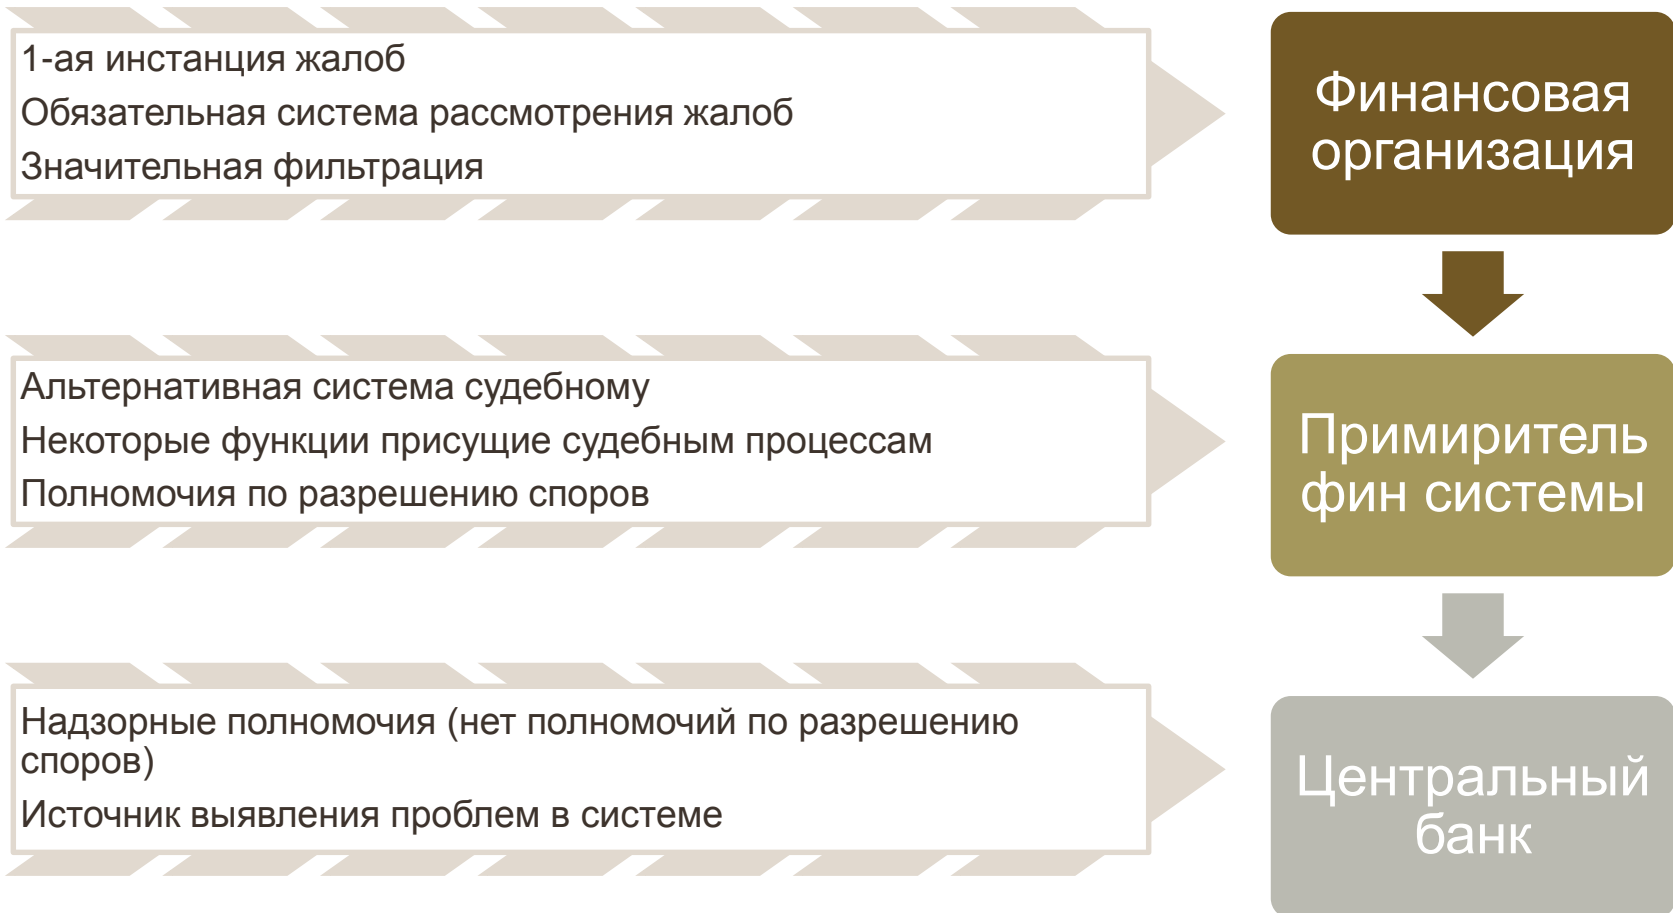 1-ая инстанция жалоб
Обязательная система рассмотрения жалоб
Значительная фильтрация
Финансовая
организация
Альтернативная система судебному
Некоторые функции присущие судебным процессам
Полномочия по разрешению споров
Примиритель
фин системы
Надзорные полномочия (нет полномочий по разрешению
споров)
Источник выявления проблем в системе
Центральный
банк